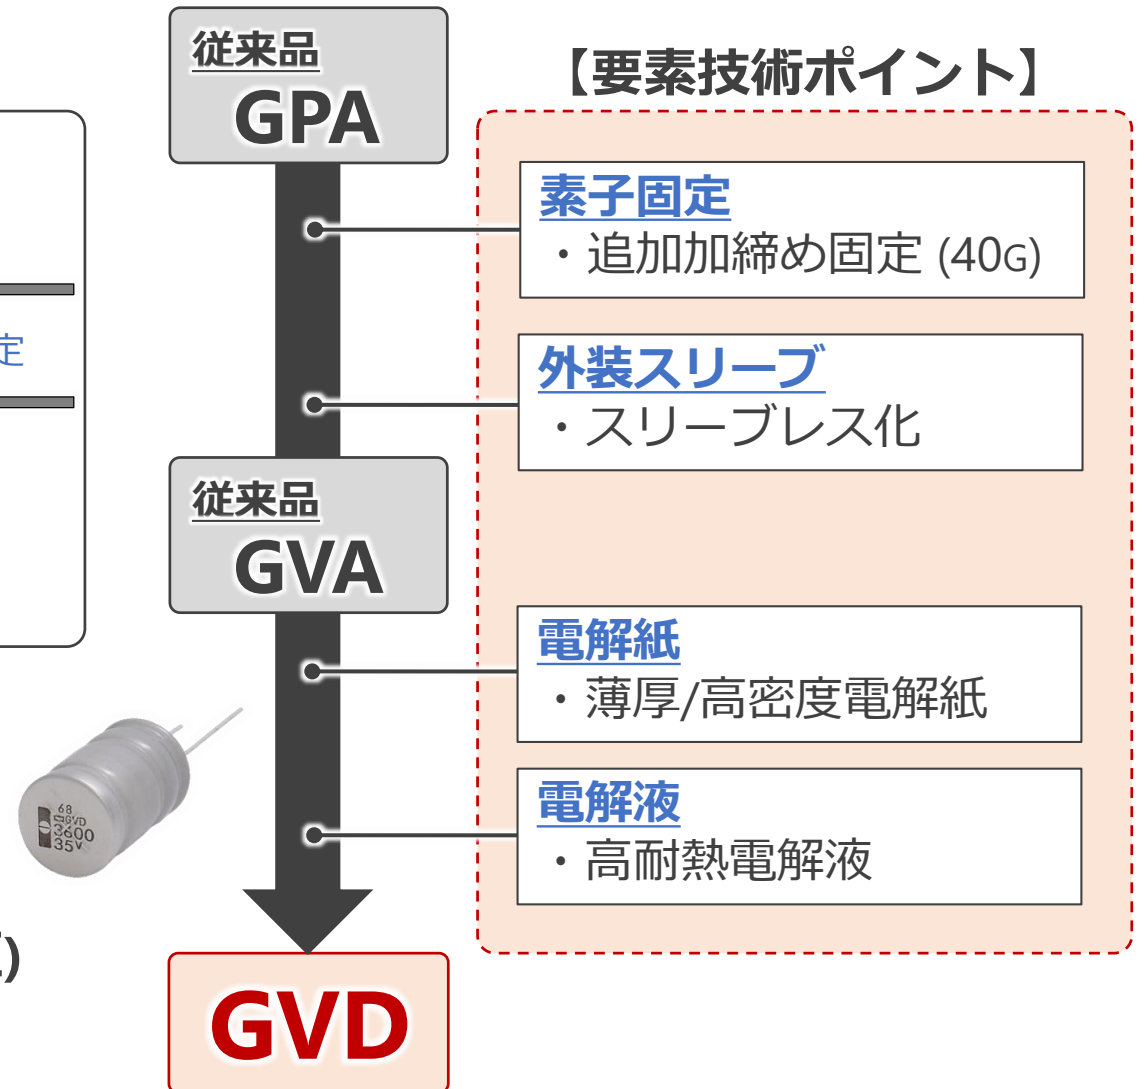 従来品
GPA
【要素技術ポイント】
素子固定
・追加加締め固定 (40G)
定
外装スリーブ
・スリーブレス化
従来品
GVA
電解紙
・薄厚/高密度電解紙
電解液
・高耐熱電解液
68
GVD
3600
35V
)
GVD